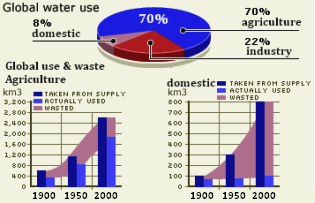 Global water use
8%
domestic
70%
70%
agriculture
22%
industry
Global use & waste
Agriculture
km3
TAKEN FROM SUPPLY
ACTUALLY USED
WASTED
3,200
2,800
2,400
2,000
1,600
1,200
800
400
0
1900
1950
2000
domestic
km3
TAKEN FROM SUPPLY
ACTUALLY USED
WASTED
800
700
600
500
400
300
200
100
0
1900
1950
2000